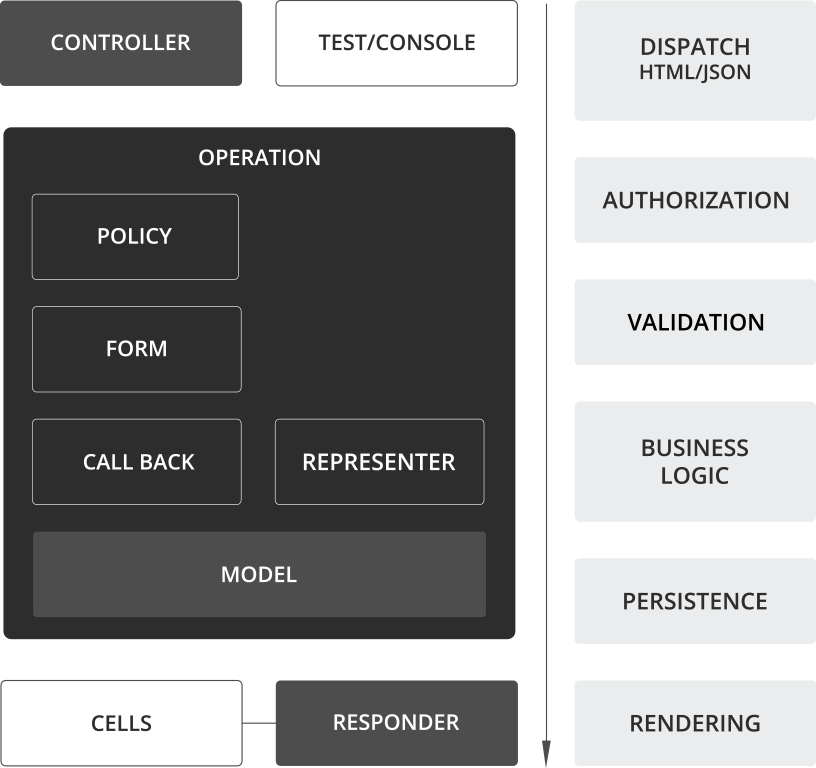 CONTROLLER
TEST/CONSOLE
OPERATION
POLICY
FORM
CALL BACK
REPRESENTER
MODEL
CELLS
RESPONDER
DISPATCH
HTML/JSON
AUTHORIZATION
VALIDATION
BUSINESS
LOGIC
PERSISTENCE
RENDERING